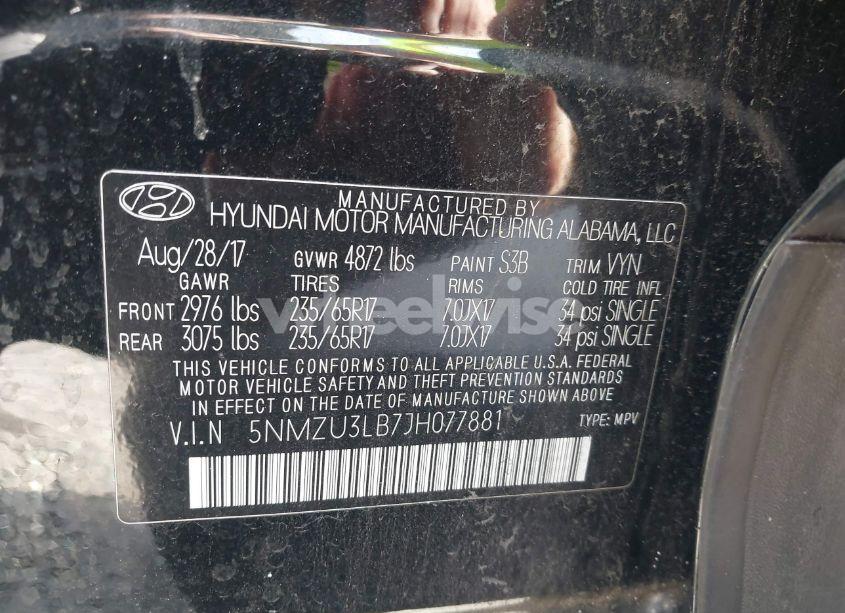 MANUFACTURED BY
HYUNDAI MOTOR MANUFACTURING ALABAMA, LLC
Aug/28/17 GVWR 4872 lbs PAINT S3B TRIM VYN
GAWR TIRES RIMS COLD TIRE INFL
FRONT 2976 lbs 235/65R17 7.0JX17 34 psi SINGLE
REAR 3075 lbs 235/65R17 7.0JX17 34 psi SINGLE
THIS VEHICLE CONFORMS TO ALL APPLICABLE U.S.A. FEDERAL
MOTOR VEHICLE SAFETY AND THEFT PREVENTION STANDARDS
IN EFFECT ON THE DATE OF MANUFACTURE SHOWN ABOVE.
V.I.N 5NMZU3LB7JH077881 TYPE: MPV
wheelwise